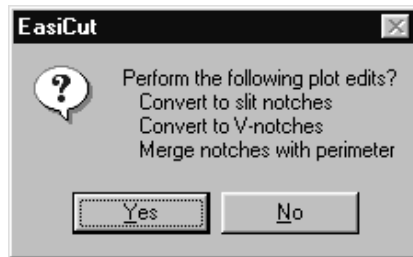 EasiCut
Perform the following plot edits?
Convert to slit notches
Convert to V-notches
Merge notches with perimeter
Yes
No